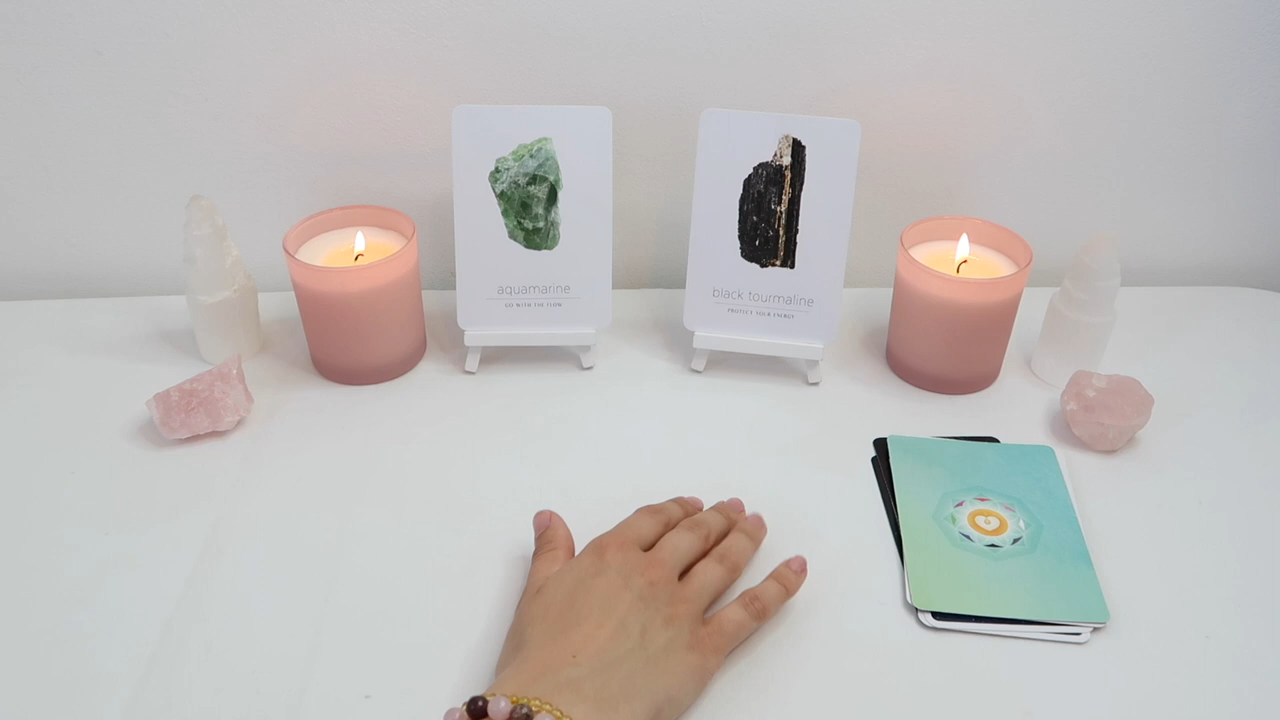 aquamarine
GO WITH THE FLOW
black tourmaline
PROTECT YOUR ENERGY